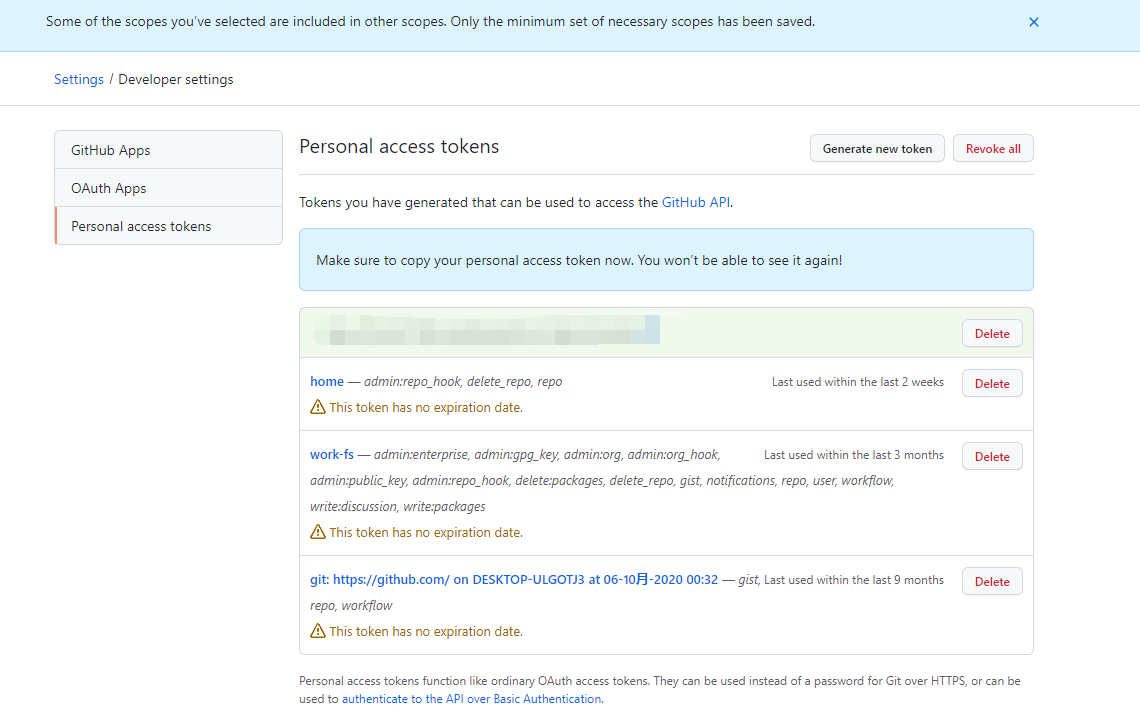 Some of the scopes you’ve selected are included in other scopes. Only the minimum set of necessary scopes has been saved.
Settings / Developer settings
GitHub Apps
OAuth Apps
Personal access tokens
Personal access tokens
Generate new token
Revoke all
Tokens you have generated that can be used to access the GitHub API.
Make sure to copy your personal access token now. You won’t be able to see it again!
Delete
home — admin:repo_hook, delete_repo, repo
Last used within the last 2 weeks
Delete
This token has no expiration date.
work-fs — admin:enterprise, admin:gpg_key, admin:org, admin:org_hook,
Last used within the last 3 months
Delete
admin:public_key, admin:repo_hook, delete:packages, delete_repo, gist, notifications, repo, user, workflow,
write:discussion, write:packages
This token has no expiration date.
git: https://github.com/ on DESKTOP-ULGOTJ3 at 06-10月-2020 00:32 — gist,
Last used within the last 9 months
Delete
repo, workflow
This token has no expiration date.
Personal access tokens function like ordinary OAuth access tokens. They can be used instead of a password for Git over HTTPS, or can be
used to authenticate to the API over Basic Authentication.